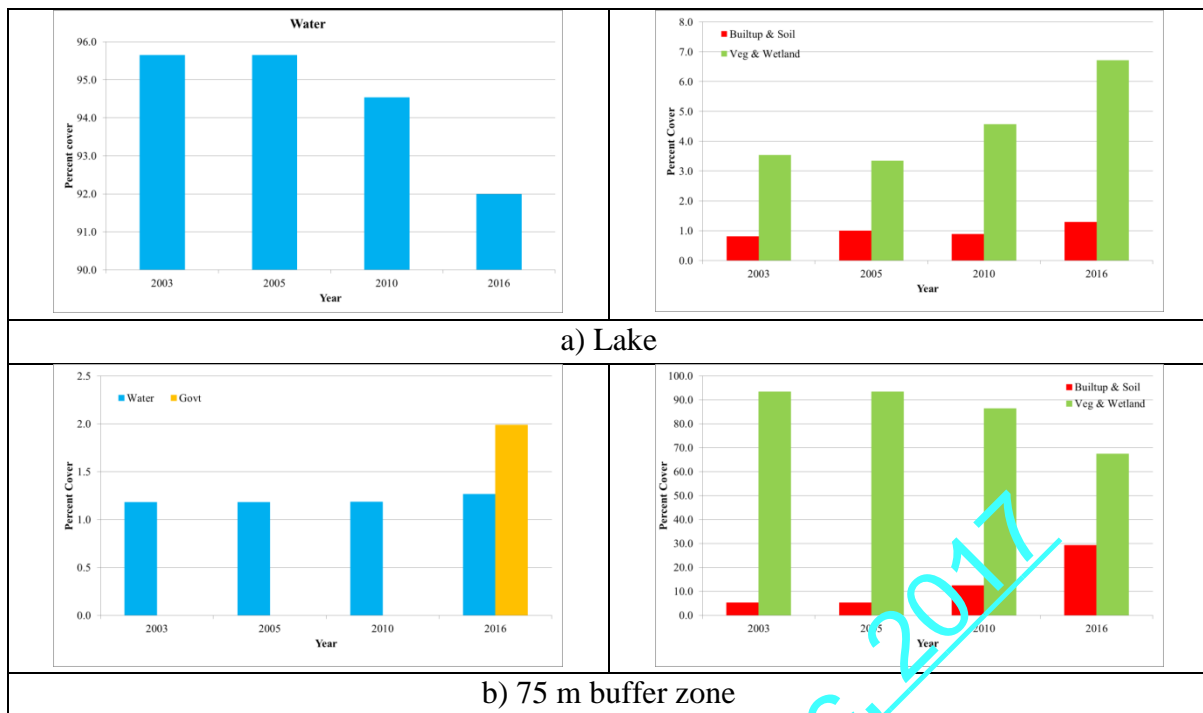 Water
96.0
95.0
94.0
93.0
92.0
91.0
90.0
Percent cover
2003 2005 2010 2016
Year
8.0
7.0
6.0
5.0
4.0
3.0
2.0
1.0
0.0
Percent Cover
Builtup & Soil
Veg & Wetland
2003 2005 2010 2016
Year
a) Lake
2.5
2.0
1.5
1.0
0.5
0.0
Percent Cover
Water Govt
2003 2005 2010 2016
Year
100.0
90.0
80.0
70.0
60.0
50.0
40.0
30.0
20.0
10.0
0.0
Percent Cover
Builtup & Soil
Veg & Wetland
2003 2005 2010 2016
Year
b) 75 m buffer zone
2017